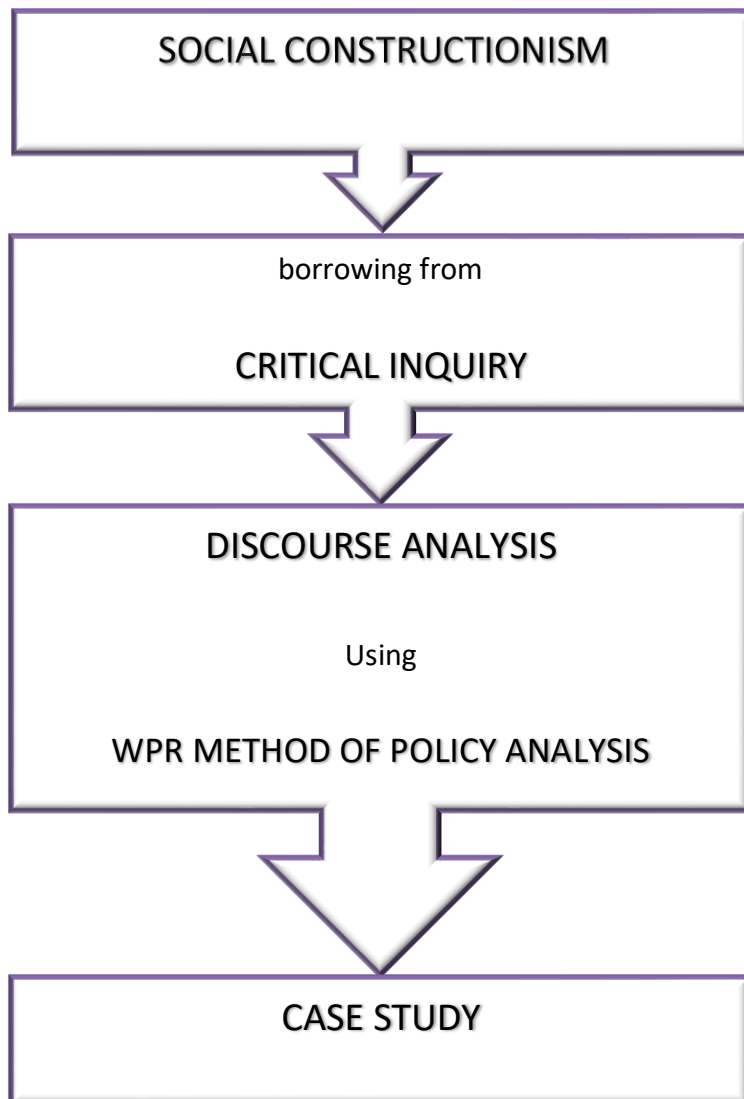 SOCIAL CONSTRUCTIONISM
borrowing from
CRITICAL INQUIRY
DISCOURSE ANALYSIS
Using
WPR METHOD OF POLICY ANALYSIS
CASE STUDY